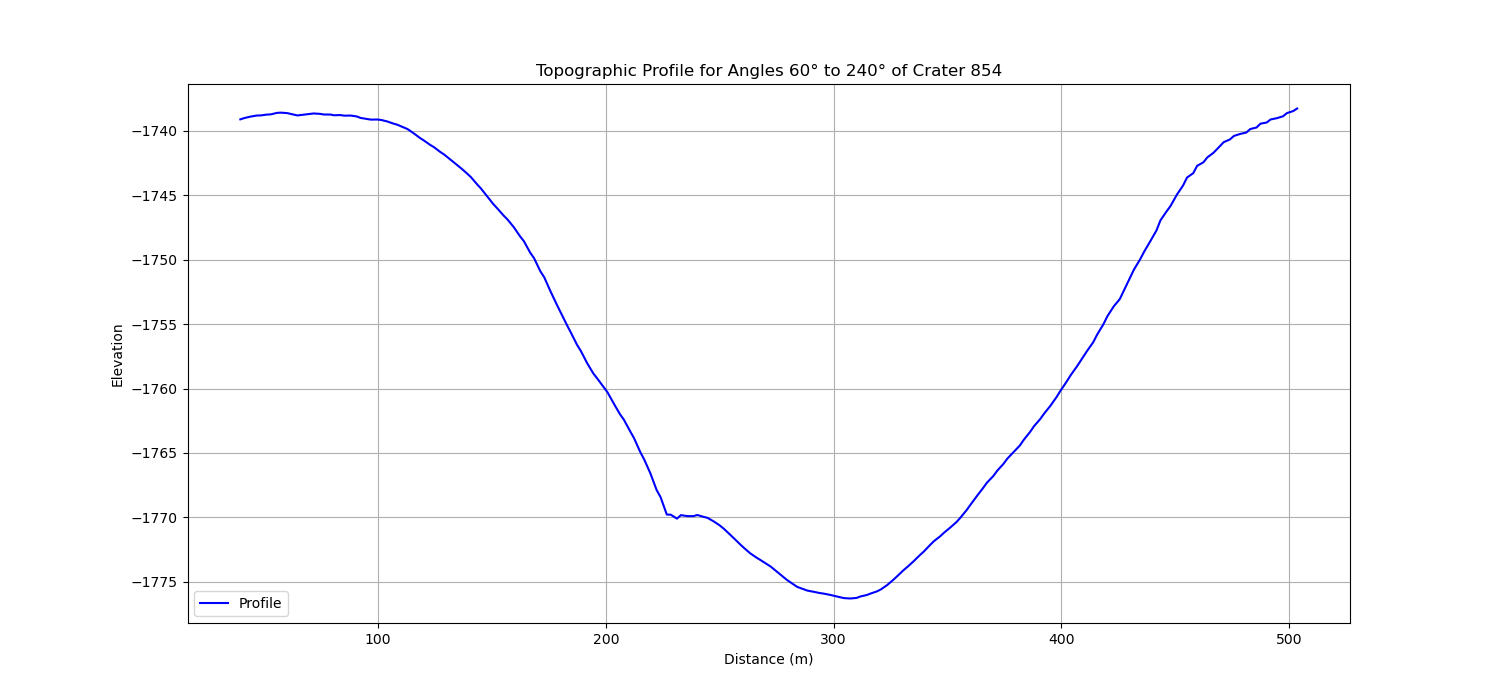 Topographic Profile for Angles 60° to 240° of Crater 854
−1740
−1745
−1750
−1755
−1760
−1765
−1770
−1775
Elevation
Profile
100 200 300 400 500
Distance (m)